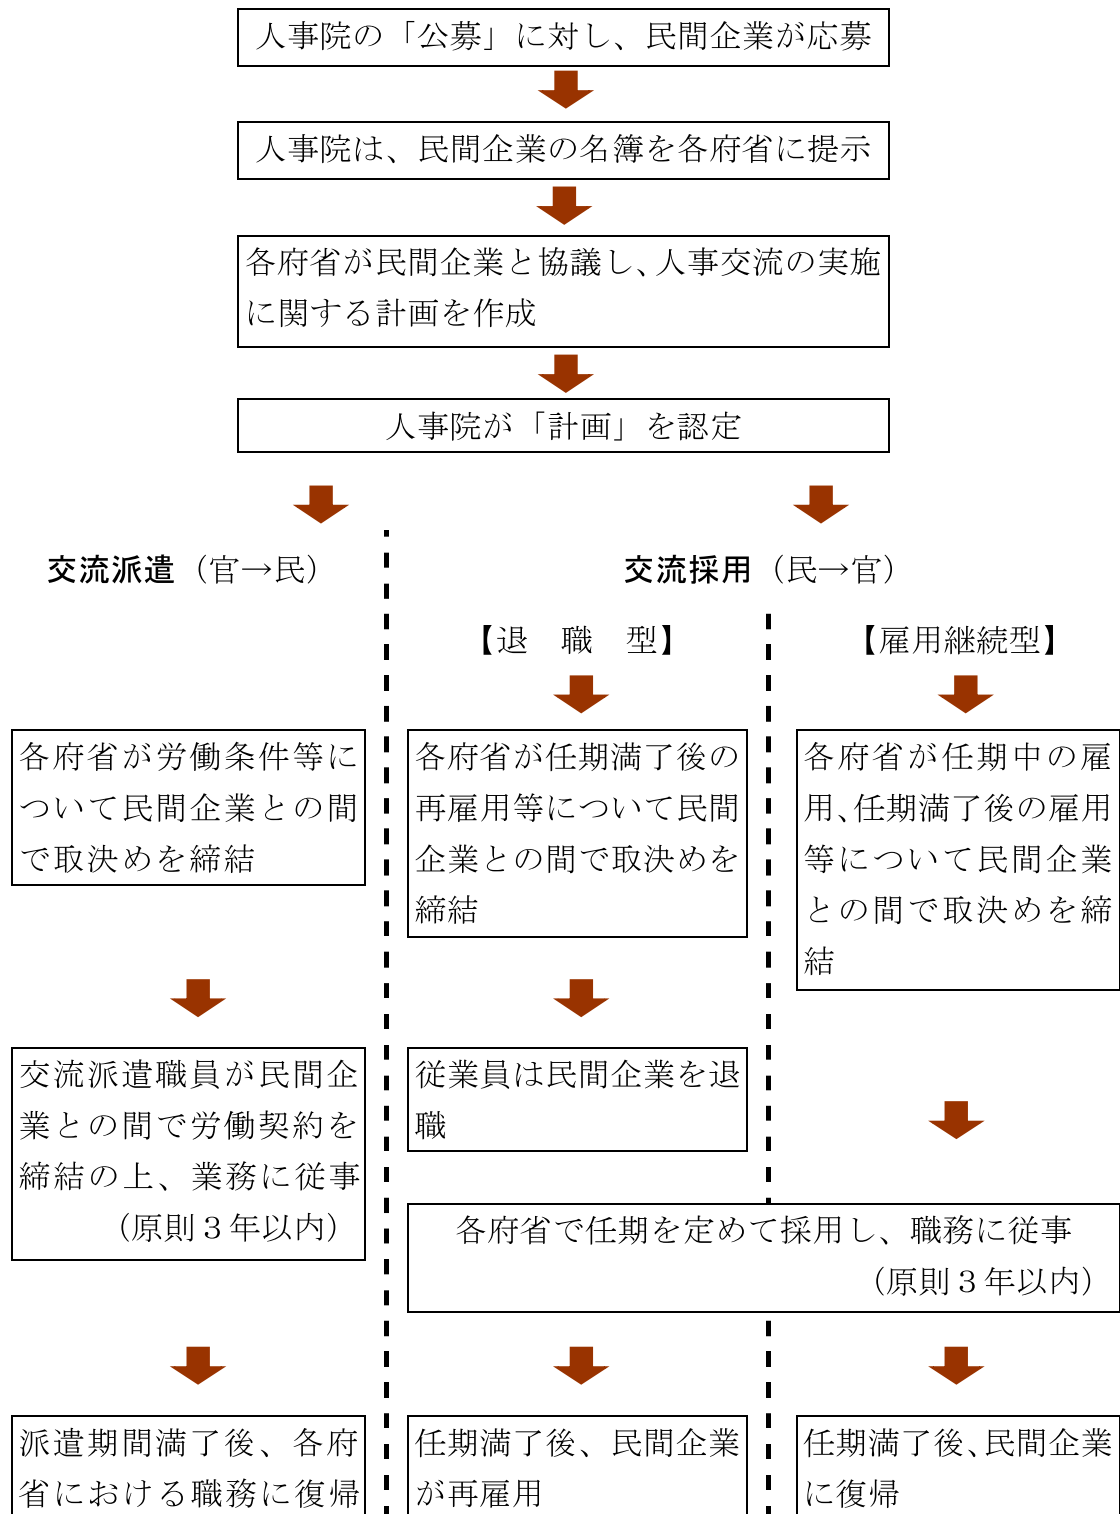 人事院の「公募」に対し、民間企業が応募
人事院は、民間企業の名簿を各府省に提示
各府省が民間企業と協議し、人事交流の実施
に関する計画を作成
人事院が「計画」を認定
交流派遣（官→民）
交流採用（民→官）
【退　職　型】
【雇用継続型】
各府省が労働条件等に
ついて民間企業との間
で取決めを締結
各府省が任期満了後の
再雇用等について民間
企業との間で取決めを
締結
各府省が任期中の雇
用、任期満了後の雇用
等について民間企業
との間で取決めを締
結
交流派遣職員が民間企
業との間で労働契約を
締結の上、業務に従事
（原則３年以内）
従業員は民間企業を退
職
各府省で任期を定めて採用し、職務に従事
（原則３年以内）
派遣期間満了後、各府
省における職務に復帰
任期満了後、民間企業
が再雇用
任期満了後、民間企業
に復帰